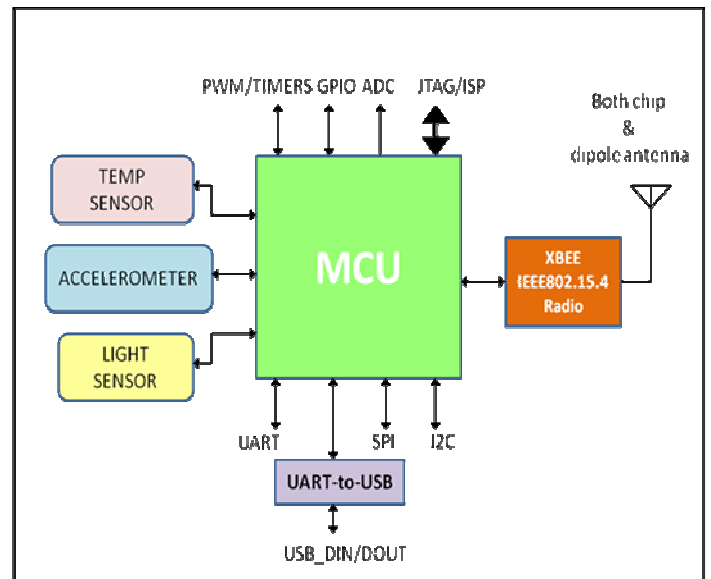 PWM/TIMERS GPIO ADC JTAG/ISP
Both chip
&
dipole antenna
TEMP
SENSOR
ACCELEROMETER
LIGHT
SENSOR
MCU
XBEE
IEEE802.15.4
Radio
UART SPI I2C
UART-to-USB
USB_DIN/DOUT